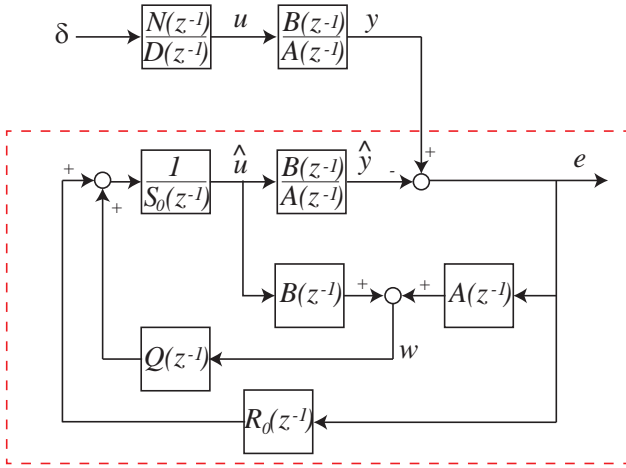 δ
N(z⁻¹)
D(z⁻¹)
u
B(z⁻¹)
A(z⁻¹)
y
+
+
+
1
S₀(z⁻¹)
û
B(z⁻¹)
A(z⁻¹)
ŷ
-
e
B(z⁻¹)
+
+
A(z⁻¹)
w
Q(z⁻¹)
R₀(z⁻¹)